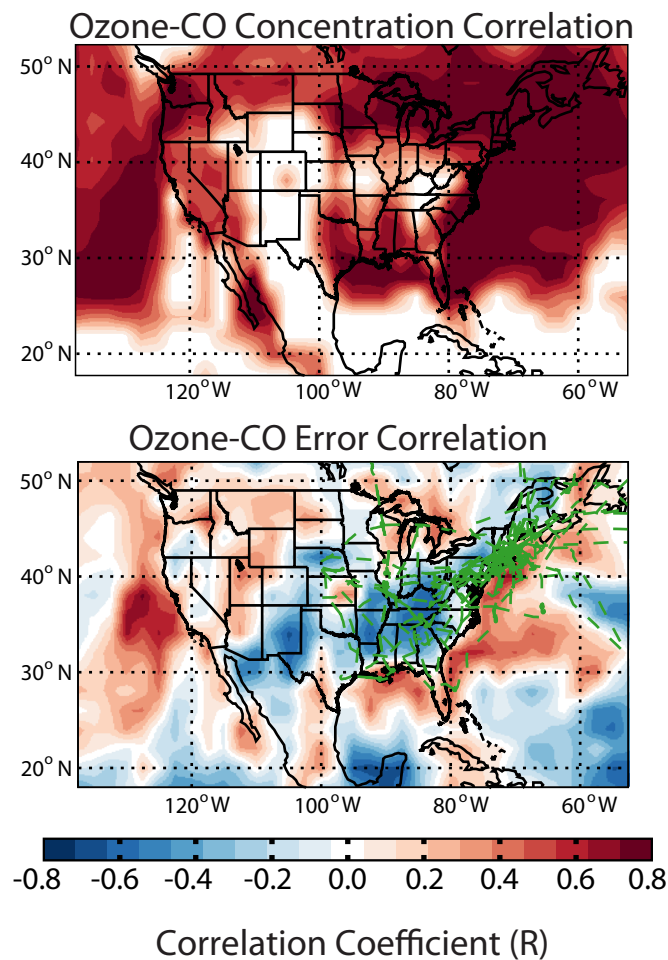 Ozone-CO Concentration Correlation
50° N
40° N
30° N
20° N
120°W 100°W 80°W 60°W
Ozone-CO Error Correlation
50° N
40° N
30° N
20° N
120°W 100°W 80°W 60°W
-0.8 -0.6 -0.4 -0.2 0.0 0.2 0.4 0.6 0.8
Correlation Coefficient (R)